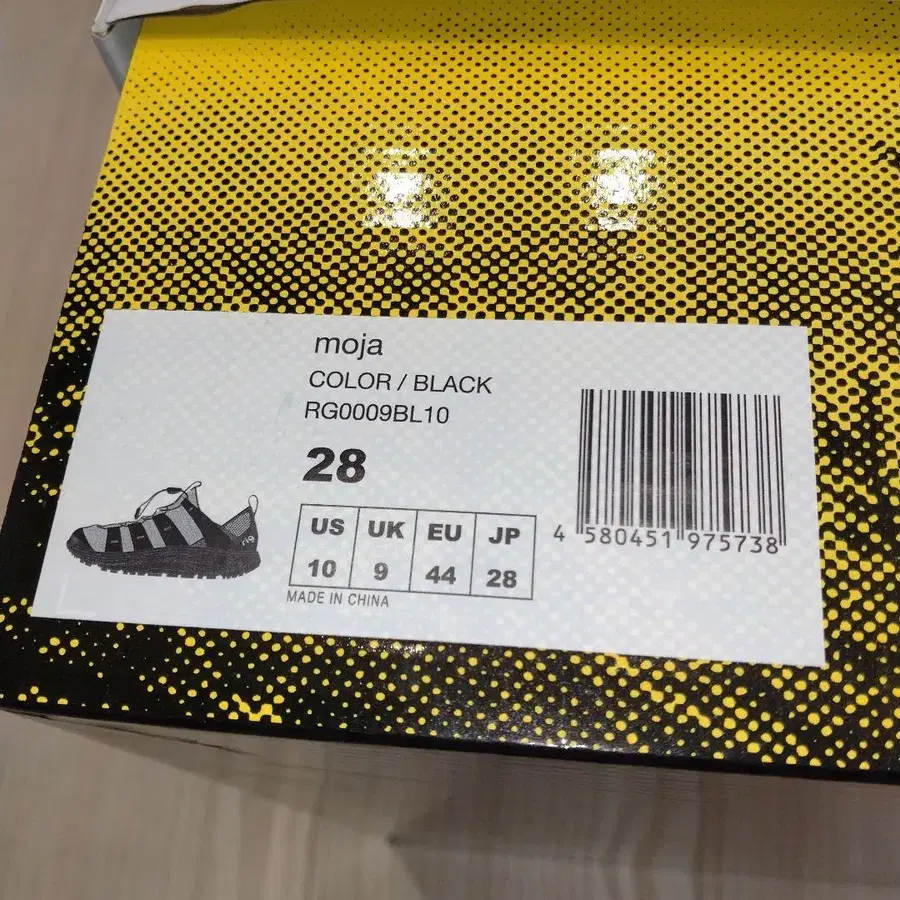 moja
COLOR / BLACK
RG0009BL10
28
US UK EU JP
10 9 44 28
MADE IN CHINA
4 580451 975738
rig